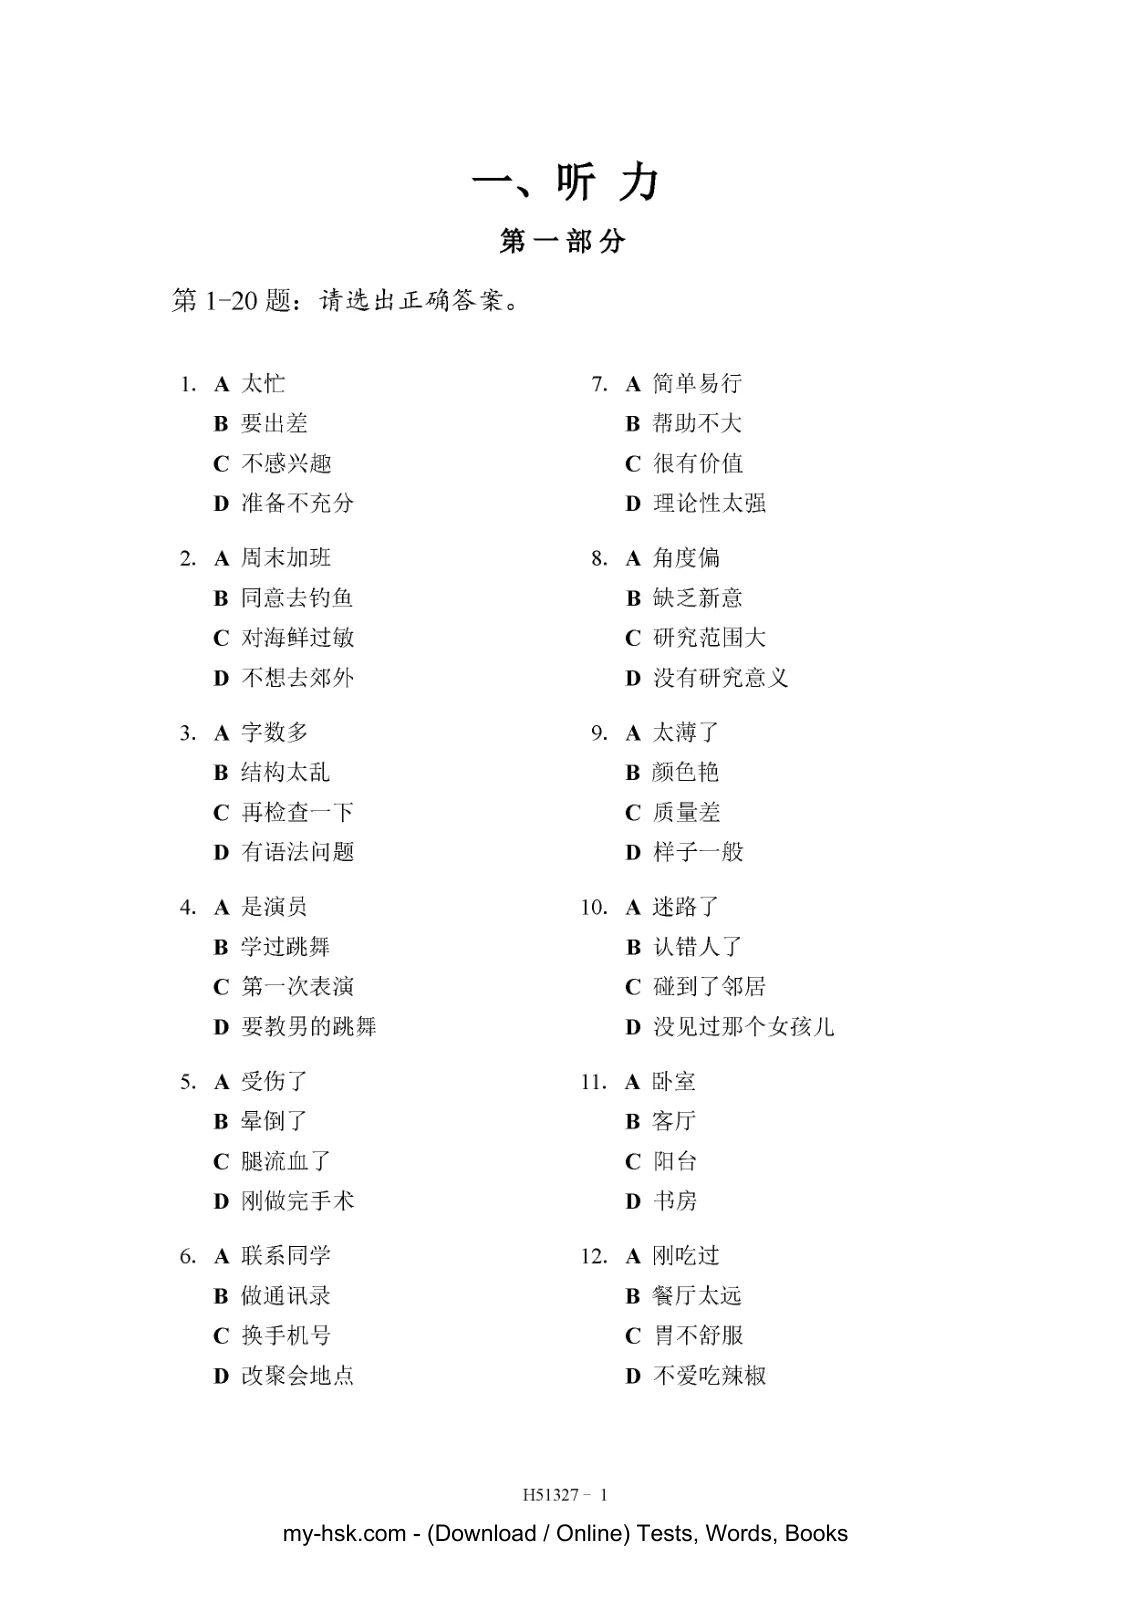 一、听 力
第一部分
第 1-20 题：请选出正确答案。
1. A 太忙
B 要出差
C 不感兴趣
D 准备不充分
2. A 周末加班
B 同意去钓鱼
C 对海鲜过敏
D 不想去郊外
3. A 字数多
B 结构太乱
C 再检查一下
D 有语法问题
4. A 是演员
B 学过跳舞
C 第一次表演
D 要教男的跳舞
5. A 受伤了
B 晕倒了
C 腿流血了
D 刚做完手术
6. A 联系同学
B 做通讯录
C 换手机号
D 改聚会地点
7. A 简单易行
B 帮助不大
C 很有价值
D 理论性太强
8. A 角度偏
B 缺乏新意
C 研究范围大
D 没有研究意义
9. A 太薄了
B 颜色艳
C 质量差
D 样子一般
10. A 迷路了
B 认错人了
C 碰到了邻居
D 没见过那个女孩儿
11. A 卧室
B 客厅
C 阳台
D 书房
12. A 刚吃过
B 餐厅太远
C 胃不舒服
D 不爱吃辣椒
H51327 - 1
my-hsk.com - (Download / Online) Tests, Words, Books